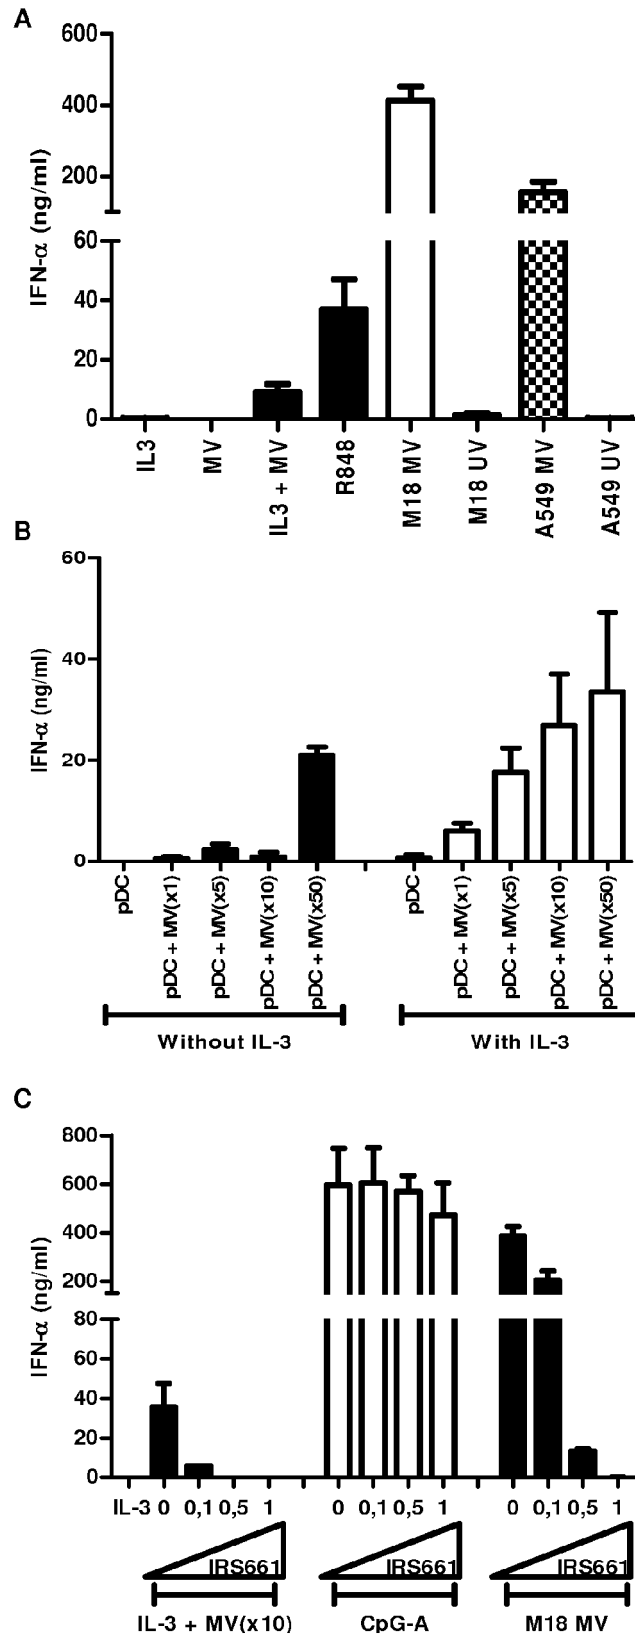 A
IFN-α (ng/ml)
600
400
200
60
40
20
0
IL3
MV
IL3 + MV
R848
M18 MV
M18 UV
A549 MV
A549 UV
B
IFN-α (ng/ml)
60
40
20
0
pDC
pDC + MV(x1)
pDC + MV(x5)
pDC + MV(x10)
pDC + MV(x50)
pDC
pDC + MV(x1)
pDC + MV(x5)
pDC + MV(x10)
pDC + MV(x50)
Without IL-3
With IL-3
C
IFN-α (ng/ml)
800
600
400
200
80
60
40
20
0
IL-3 0 0,1 0,5 1 0 0,1 0,5 1 0 0,1 0,5 1
IRS661 IRS661 IRS661
IL-3 + MV(x10) CpG-A M18 MV